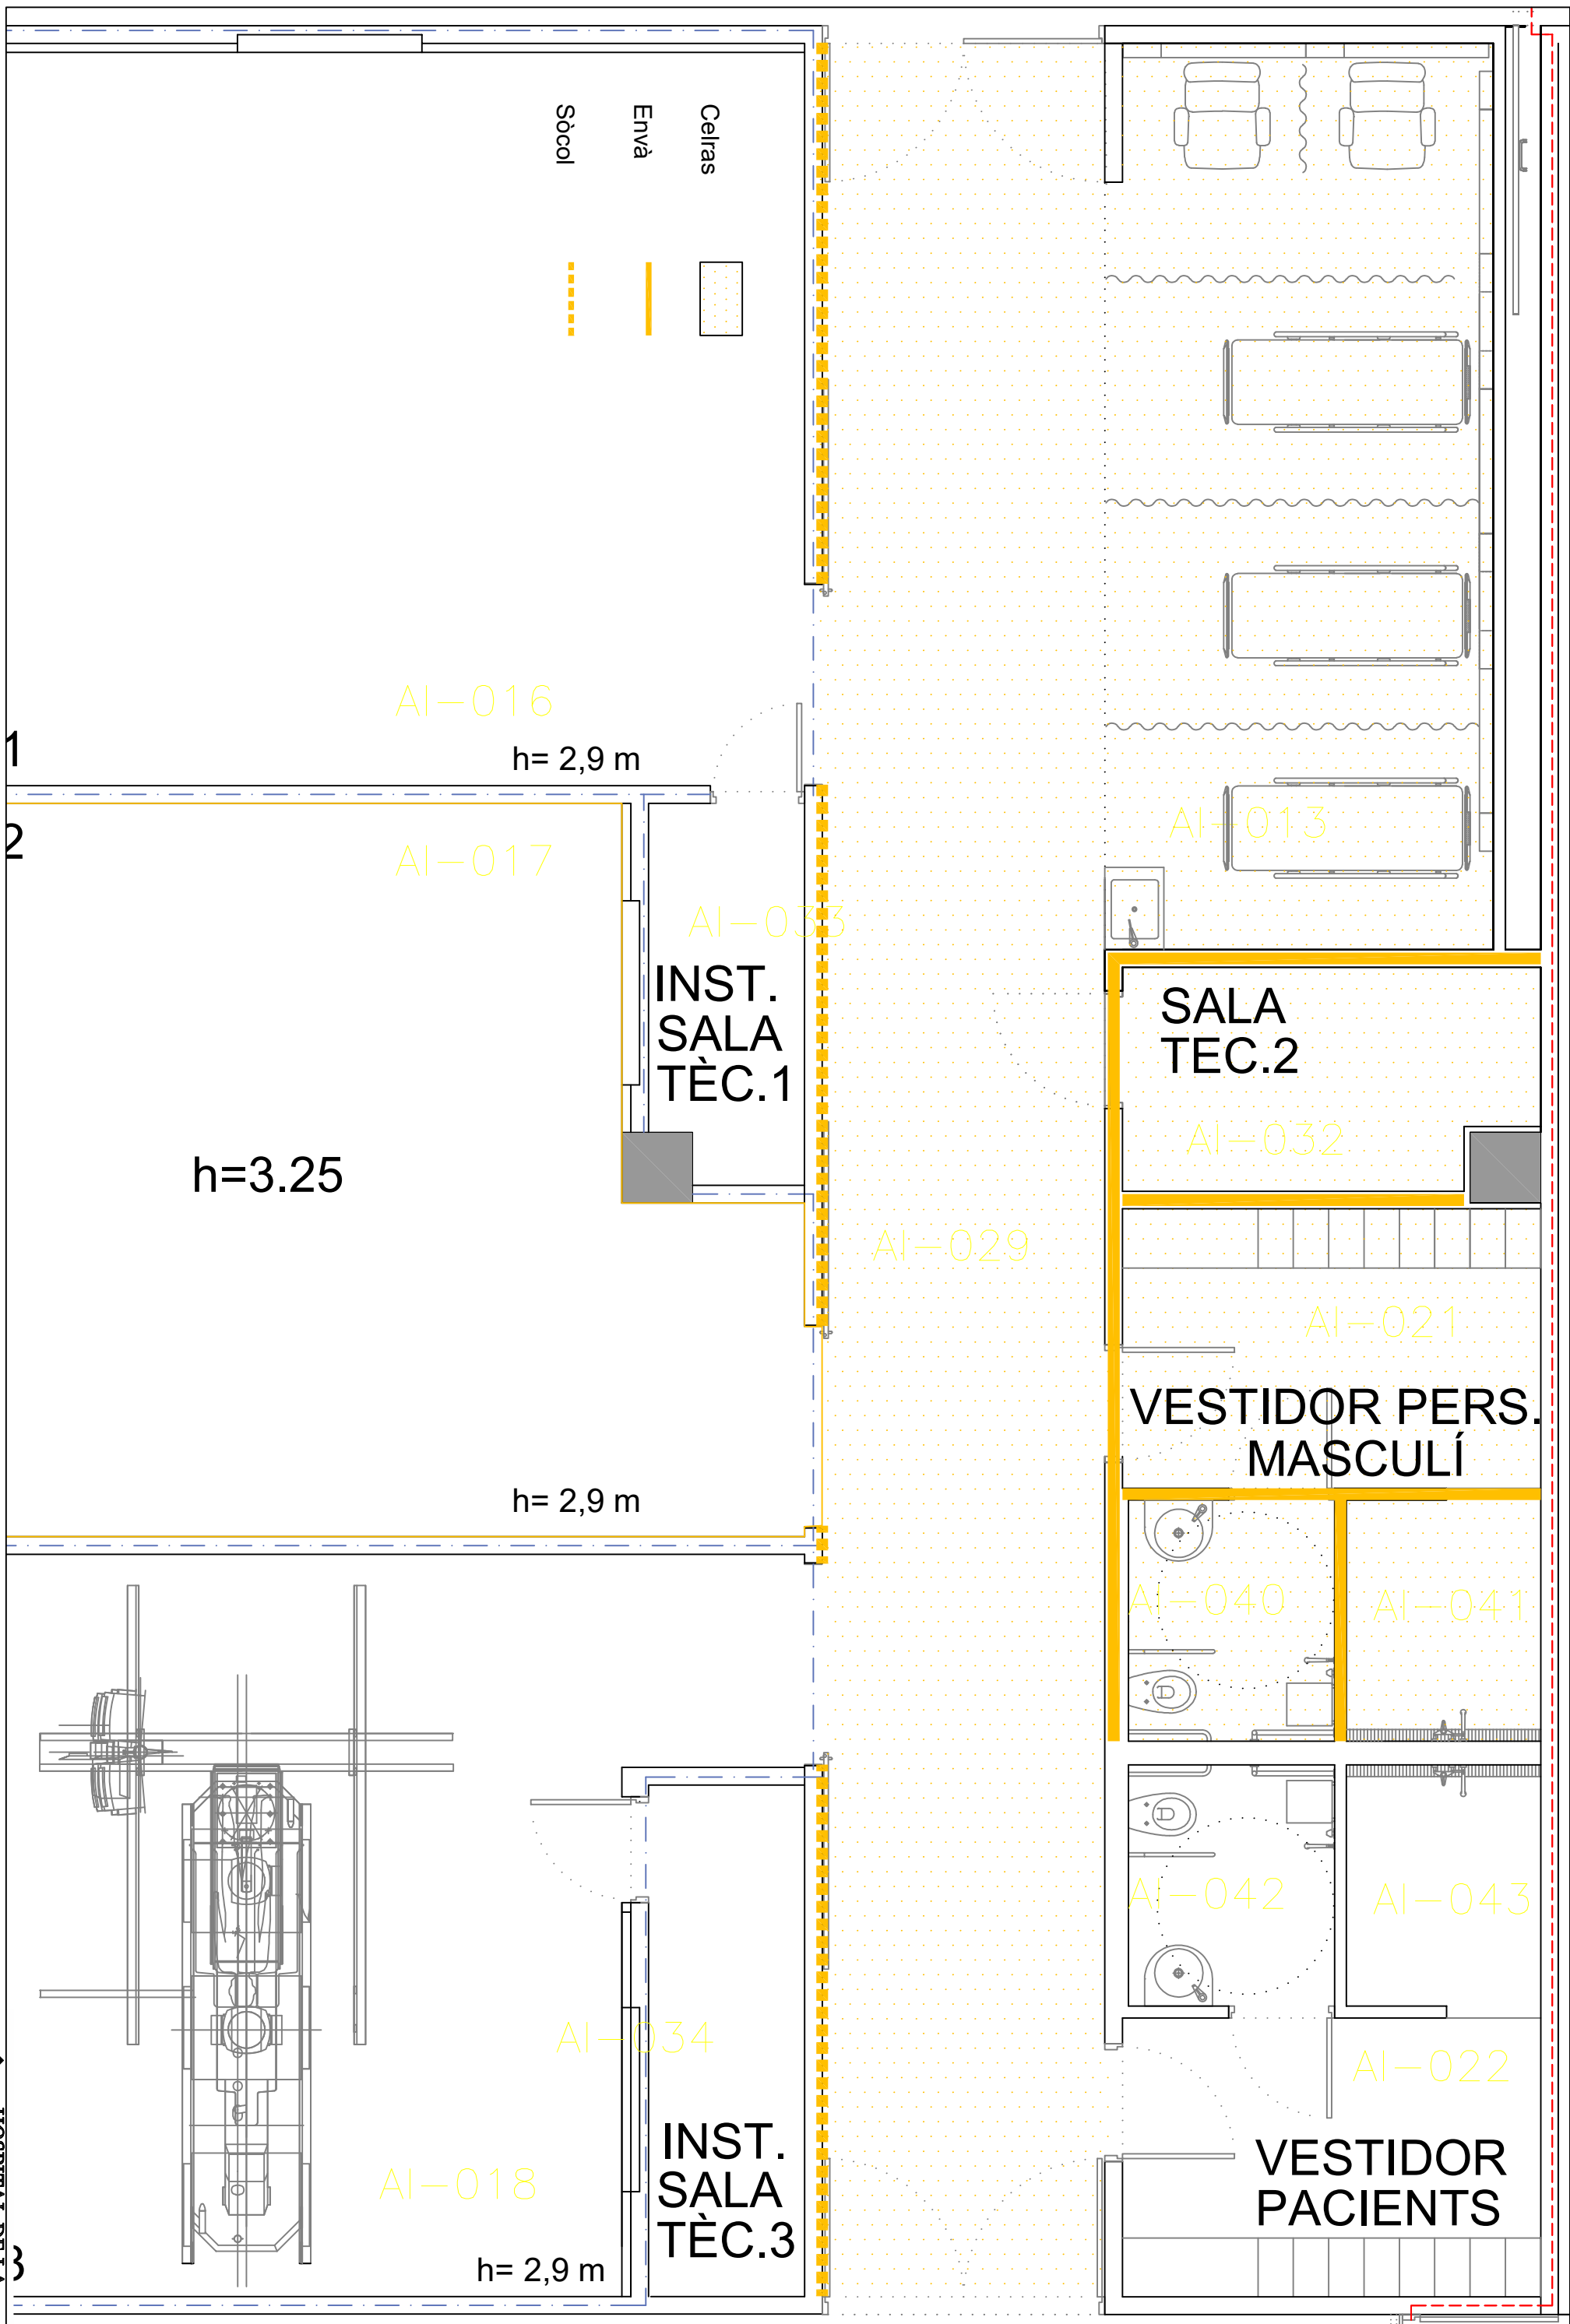 Celras
Envà
Sòcol
AI-016
h= 2,9 m
1
2
AI-017
AI-013
AI-033
INST.
SALA
TÈC.1
SALA
TEC.2
AI-032
h=3.25
AI-029
AI-021
VESTIDOR PERS.
MASCULÍ
h= 2,9 m
AI-040
AI-041
AI-042
AI-043
AI-034
AI-022
INST.
SALA
TÈC.3
VESTIDOR
PACIENTS
AI-018
h= 2,9 m
3